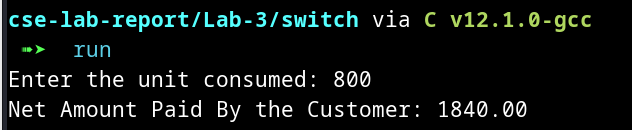 cse-lab-report/Lab-3/switch via C v12.1.0-gcc
➠➤ run
Enter the unit consumed: 800
Net Amount Paid By the Customer: 1840.00